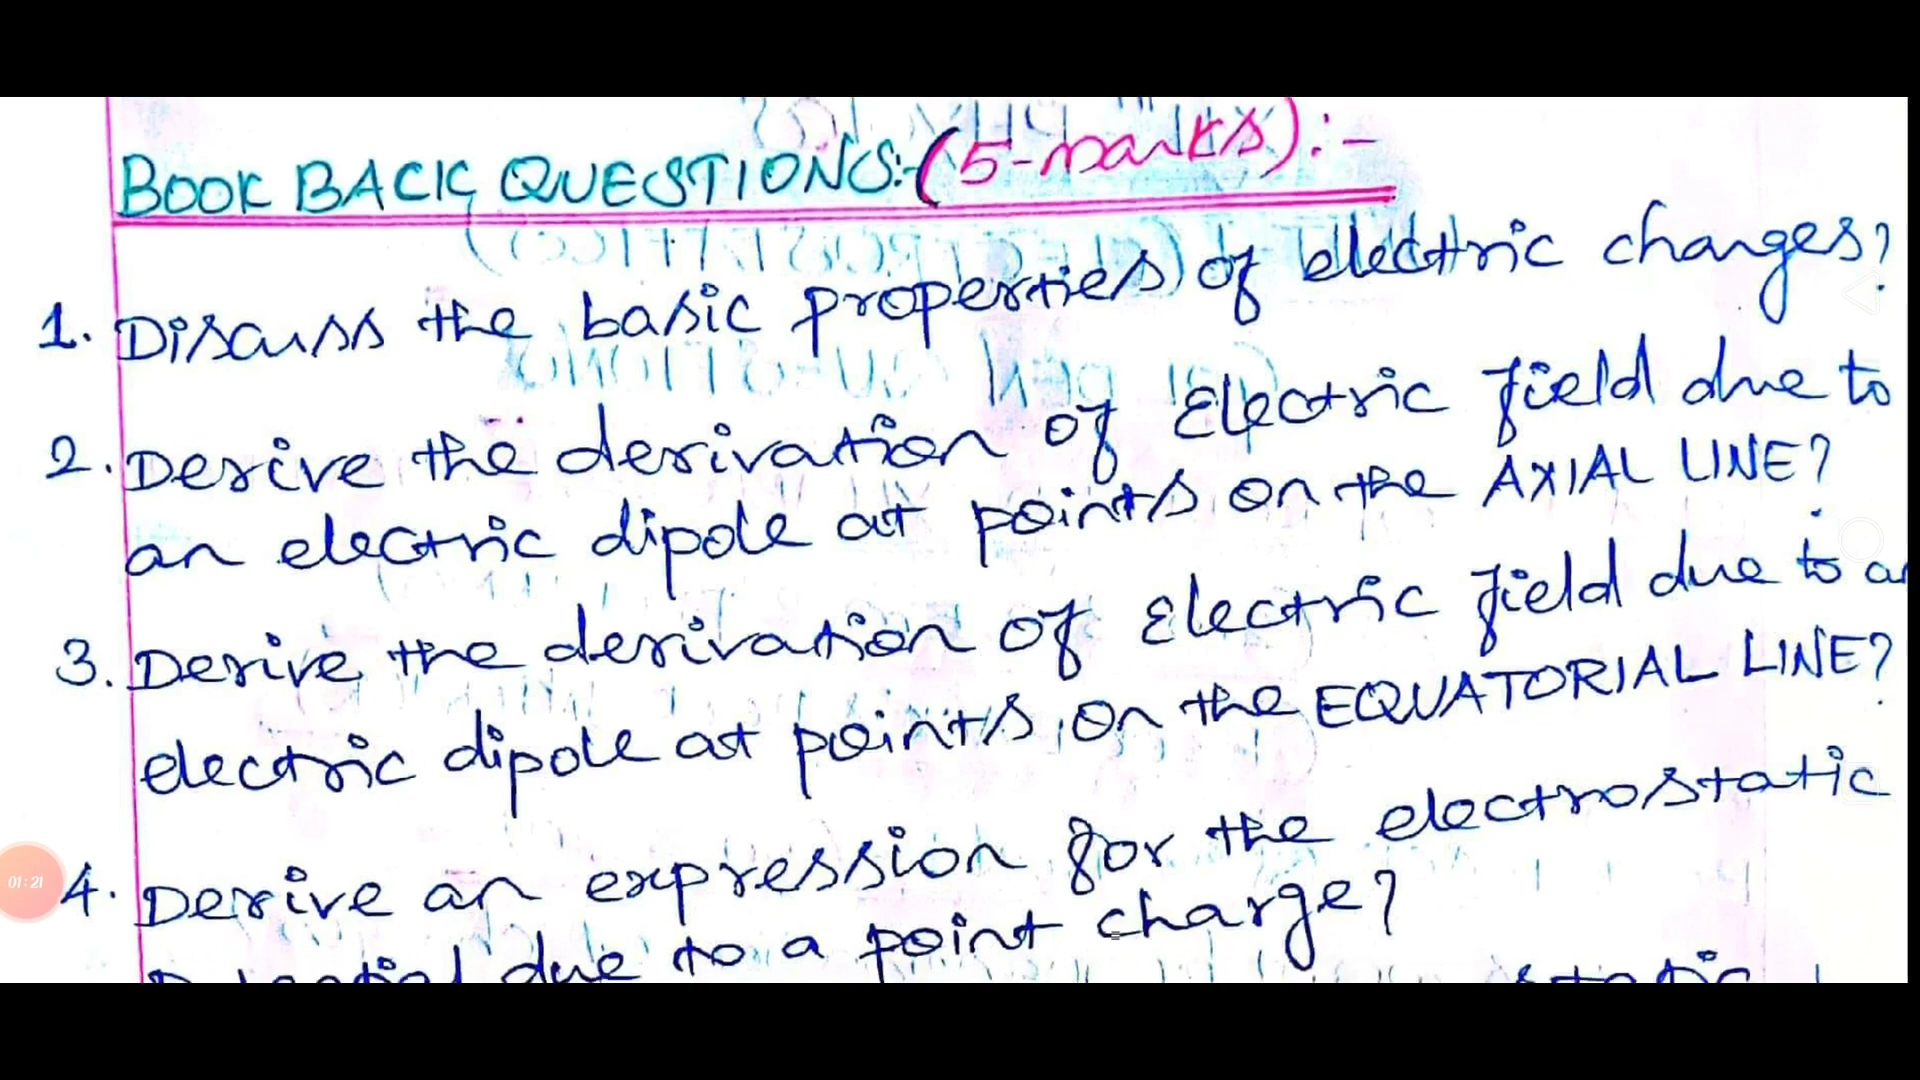 BOOK BACK QUESTIONS:-(5-marks):-
1. Discuss the basic properties of electric charges?
2. Derive the derivation of Electric field due to
an electric dipole at points on the AXIAL LINE?
3. Derive the derivation of Electric field due to an
electric dipole at points on the EQUATORIAL LINE?
4. Derive an expression for the electrostatic
due to a point charge?
01:21